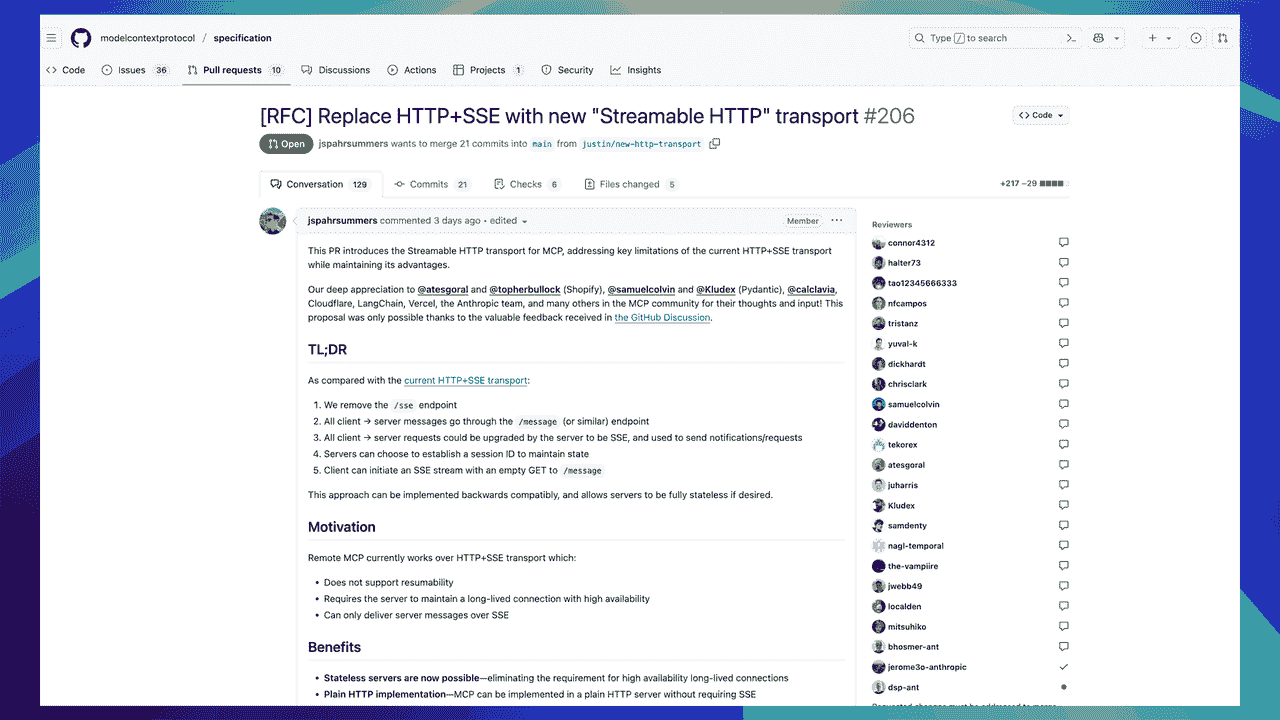 modelcontextprotocol / specification
Type / to search
Code
Issues 36
Pull requests 10
Discussions
Actions
Projects 1
Security
Insights
[RFC] Replace HTTP+SSE with new "Streamable HTTP" transport #206
Code
Open
jspahrsummers wants to merge 21 commits into main from justin/new-http-transport
Conversation 129
Commits 21
Checks 6
Files changed 5
+217 −29
jspahrsummers commented 3 days ago • edited
Member
This PR introduces the Streamable HTTP transport for MCP, addressing key limitations of the current HTTP+SSE transport
while maintaining its advantages.
Our deep appreciation to @atesgoral and @topherbullock (Shopify), @samuelcolvin and @Kludex (Pydantic), @calclavia,
Cloudflare, LangChain, Vercel, the Anthropic team, and many others in the MCP community for their thoughts and input! This
proposal was only possible thanks to the valuable feedback received in the GitHub Discussion.
TL;DR
As compared with the current HTTP+SSE transport:
1. We remove the /sse endpoint
2. All client → server messages go through the /message (or similar) endpoint
3. All client → server requests could be upgraded by the server to be SSE, and used to send notifications/requests
4. Servers can choose to establish a session ID to maintain state
5. Client can initiate an SSE stream with an empty GET to /message
This approach can be implemented backwards compatibly, and allows servers to be fully stateless if desired.
Motivation
Remote MCP currently works over HTTP+SSE transport which:
• Does not support resumability
• Requires the server to maintain a long-lived connection with high availability
• Can only deliver server messages over SSE
Benefits
• Stateless servers are now possible—eliminating the requirement for high availability long-lived connections
• Plain HTTP implementation—MCP can be implemented in a plain HTTP server without requiring SSE
Reviewers
connor4312
halter73
tao12345666333
nfcampos
tristanz
yuval-k
dickhardt
chrisclark
samuelcolvin
daviddenton
tekorex
atesgoral
juharris
Kludex
samdenty
nagl-temporal
the-vampiire
jwebb49
localden
mitsuhiko
bhosmer-ant
jerome3o-anthropic
dsp-ant